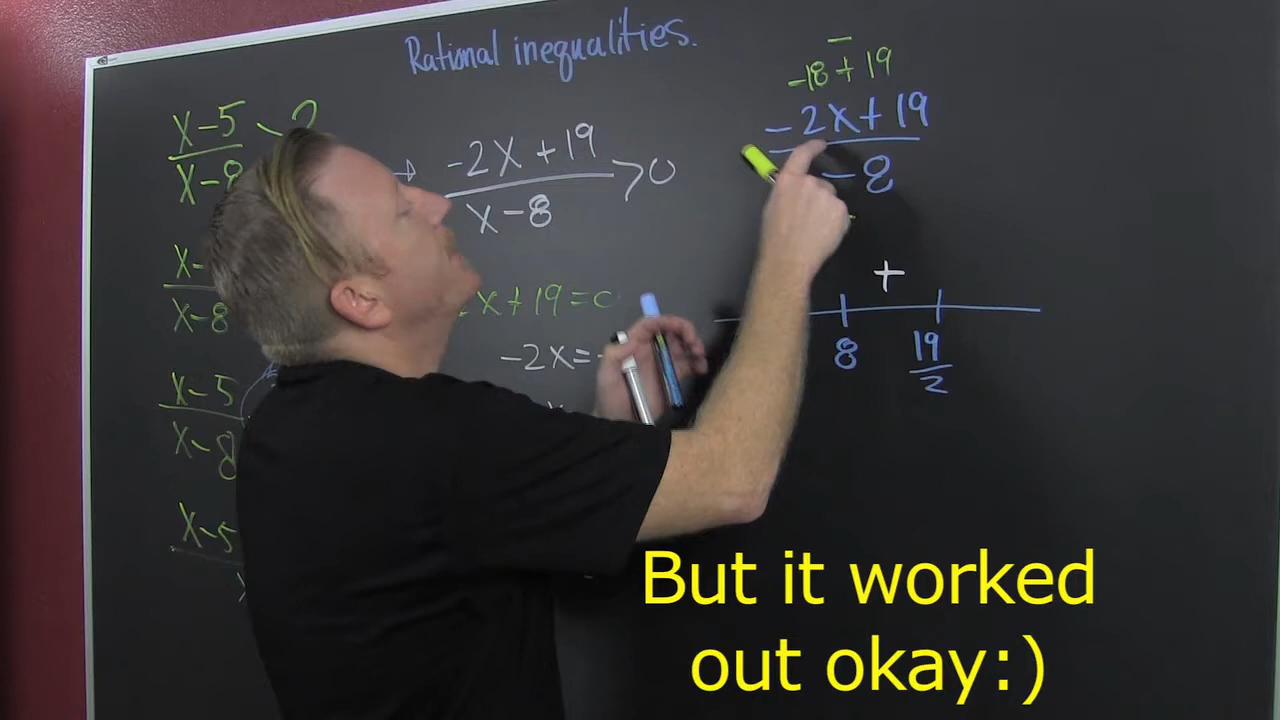 Rational inequalities.
x-5
x-8
> 2
→ -2x+19
x-8
>0
x-
x-8
x-5
x-8
x-5
x+19=0
-2x=-
-
-18+19
-2x+19
-8
+
8
19
2
But it worked
out okay:)